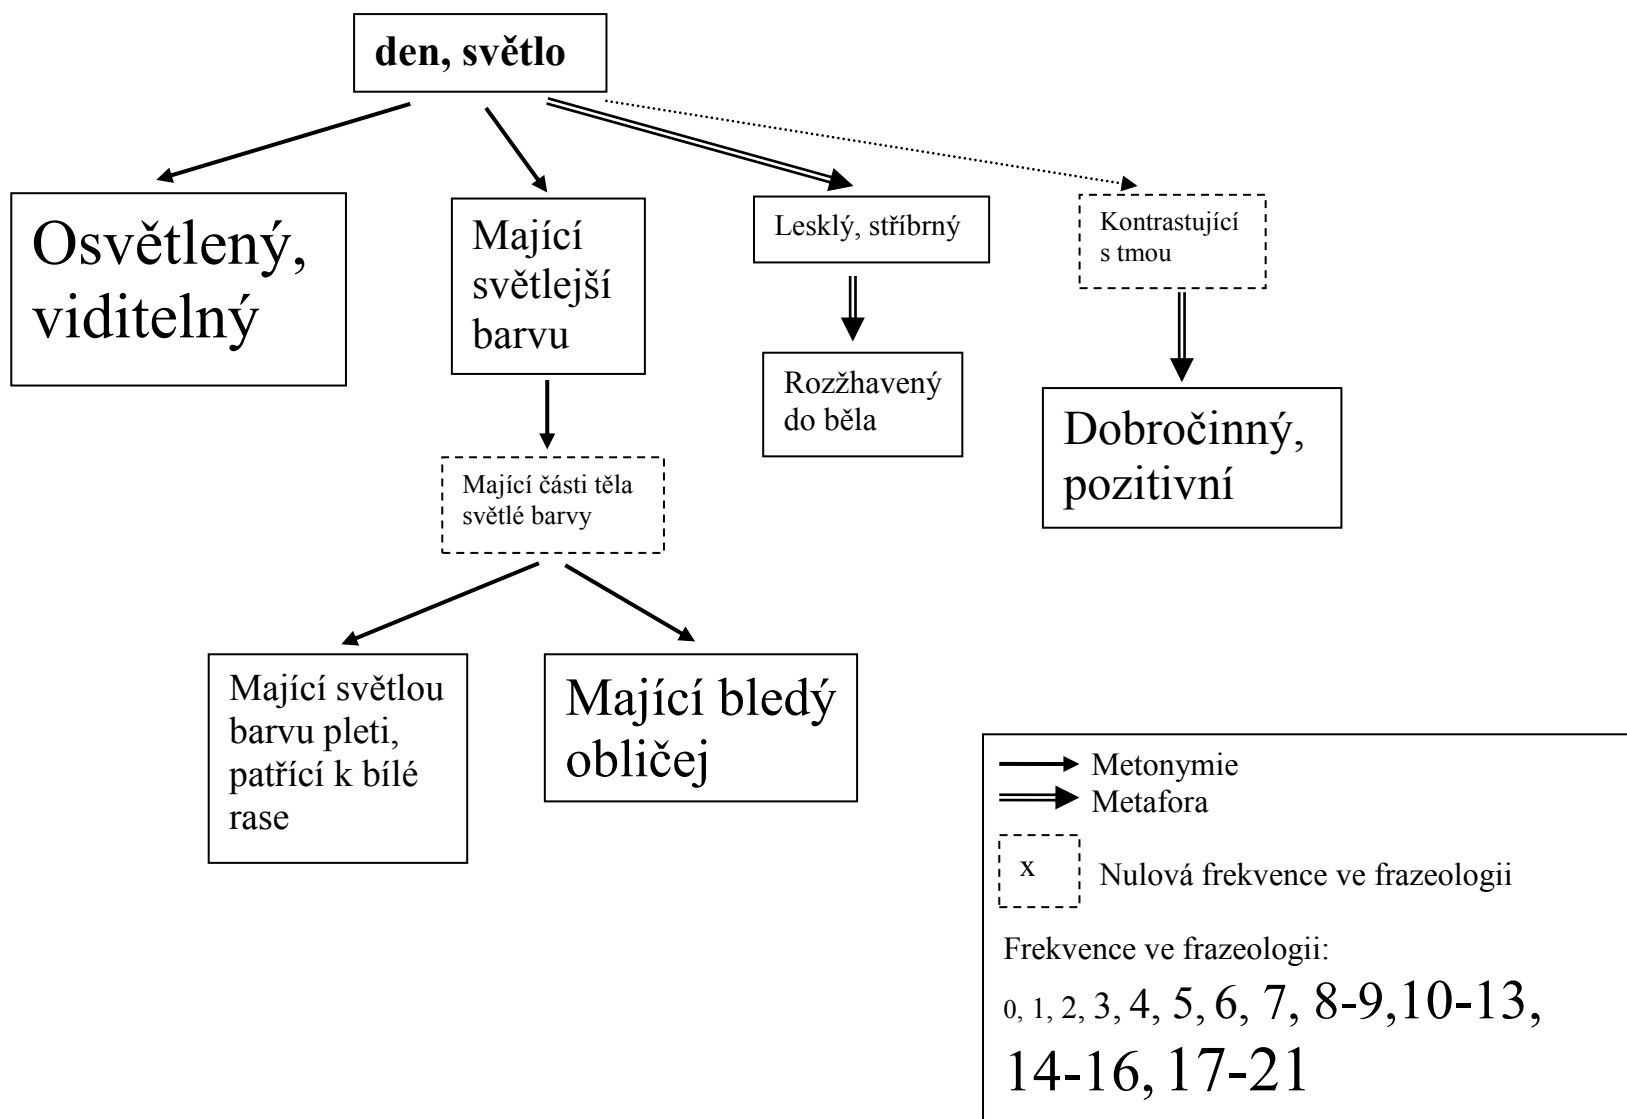 den, světlo
Osvětlený,
viditelný
Mající
světlejší
barvu
Lesklý, stříbrný
Kontrastující
s tmou
Rozžhavený
do běla
Dobročinný,
pozitivní
Mající části těla
světlé barvy
Mající světlou
barvu pleti,
patřící k bílé
rase
Mající bledý
obličej
Metonymie
Metafora
x Nulová frekvence ve frazeologii
Frekvence ve frazeologii:
0, 1, 2, 3, 4, 5, 6, 7, 8-9,10-13,
14-16, 17-21